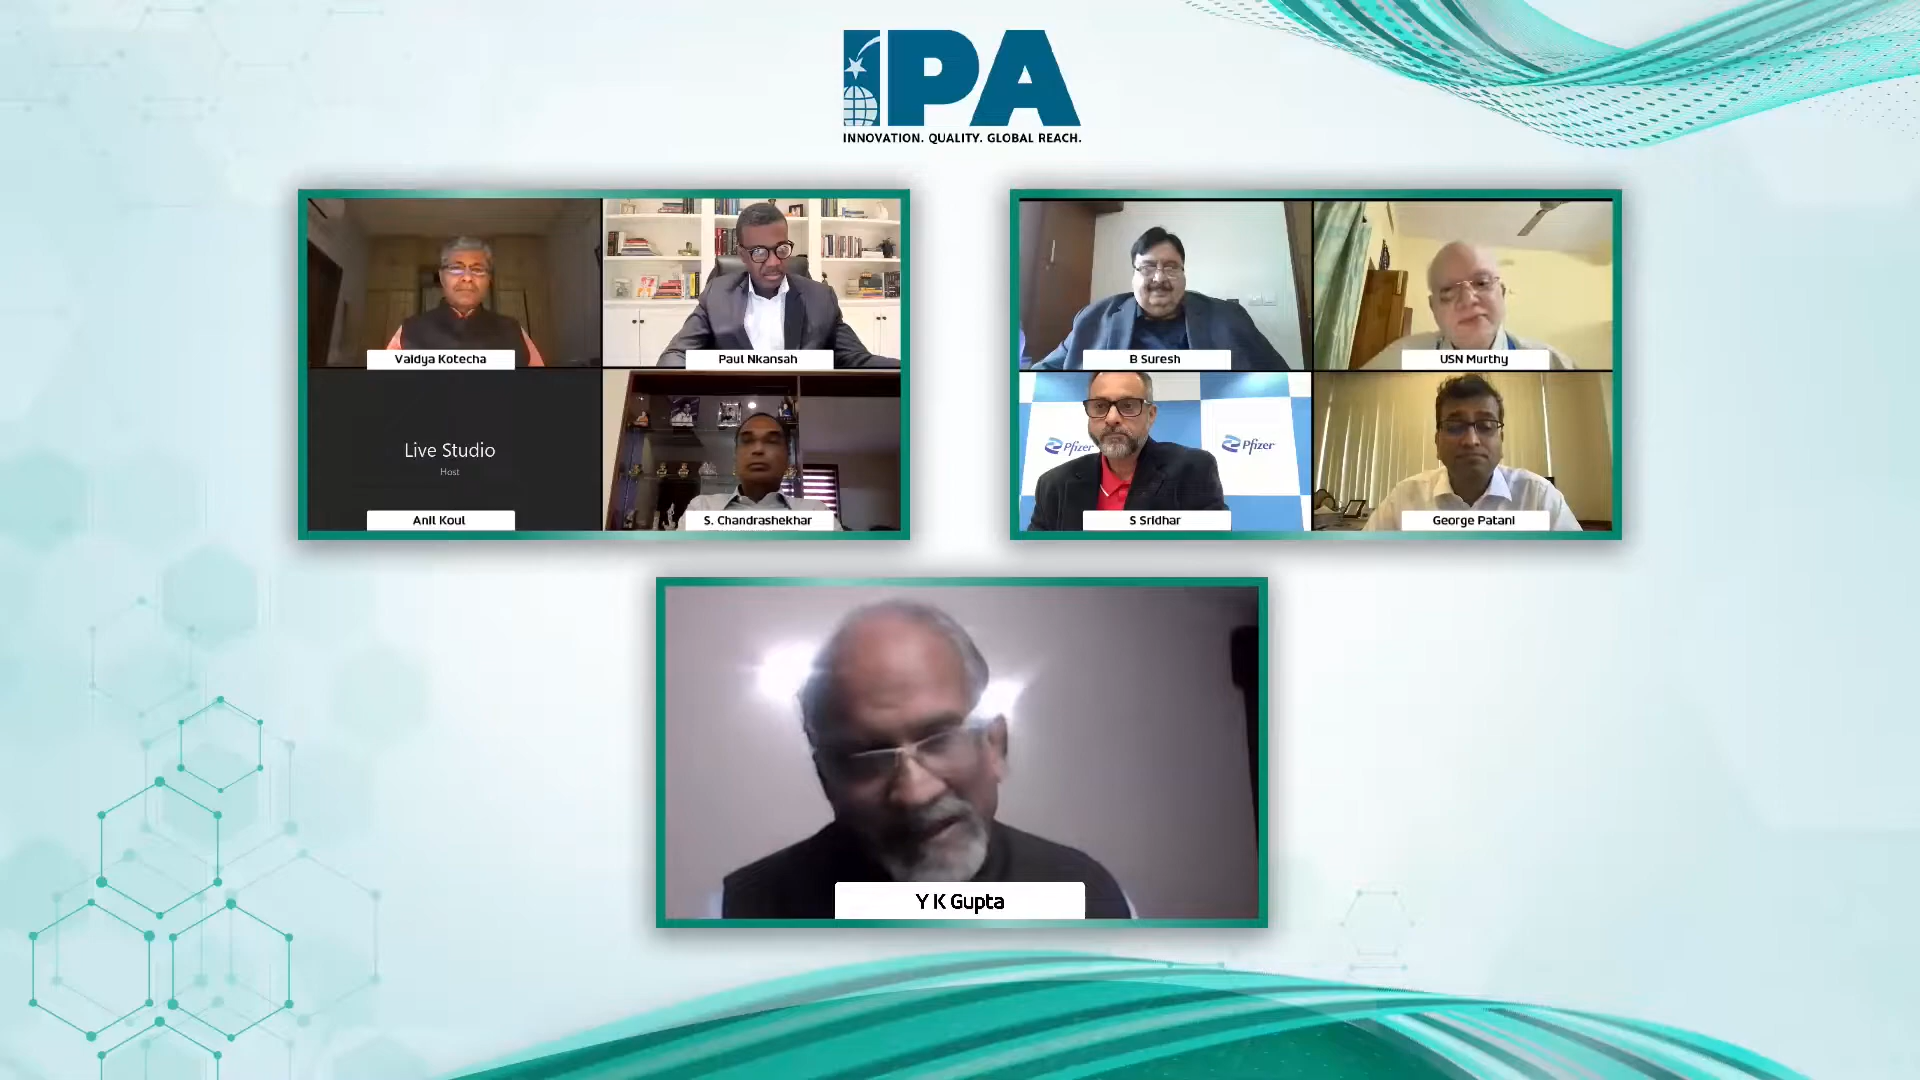 IPA
INNOVATION. QUALITY. GLOBAL REACH.
Vaidya Kotecha
Paul Nkansah
Live Studio
Host
Anil Koul
S. Chandrashekhar
B Suresh
USN Murthy
Pfizer
Pfizer
S Sridhar
George Patani
Y K Gupta